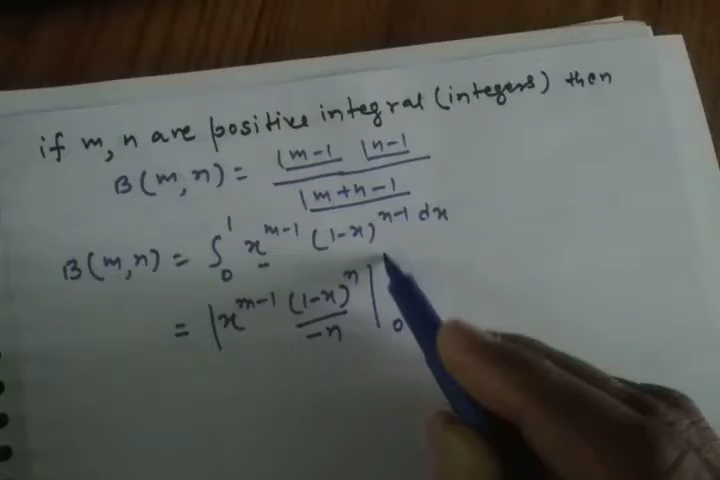 if m, n are positive integral (integers) then
B(m,n) = |m-1 |n-1 / |m+n-1
B(m,n) = ∫₀¹ x^{m-1} (1-x)^{n-1} dx
= |x^{m-1} (1-x)^n / -n|₀